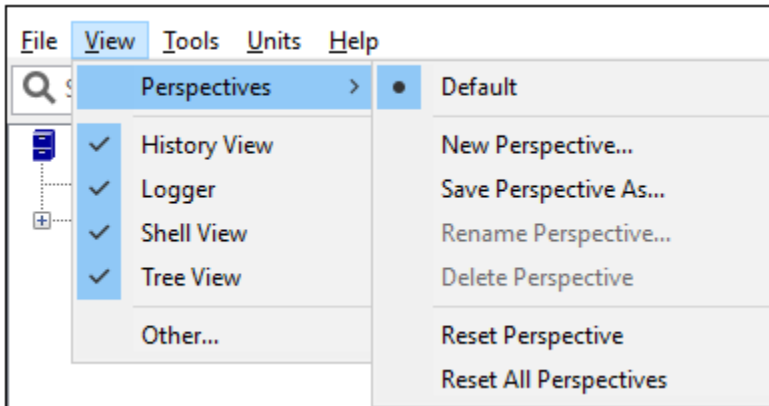 File View Tools Units Help
S
Perspectives
History View
Logger
Shell View
Tree View
Other...
Default
New Perspective...
Save Perspective As...
Rename Perspective...
Delete Perspective
Reset Perspective
Reset All Perspectives